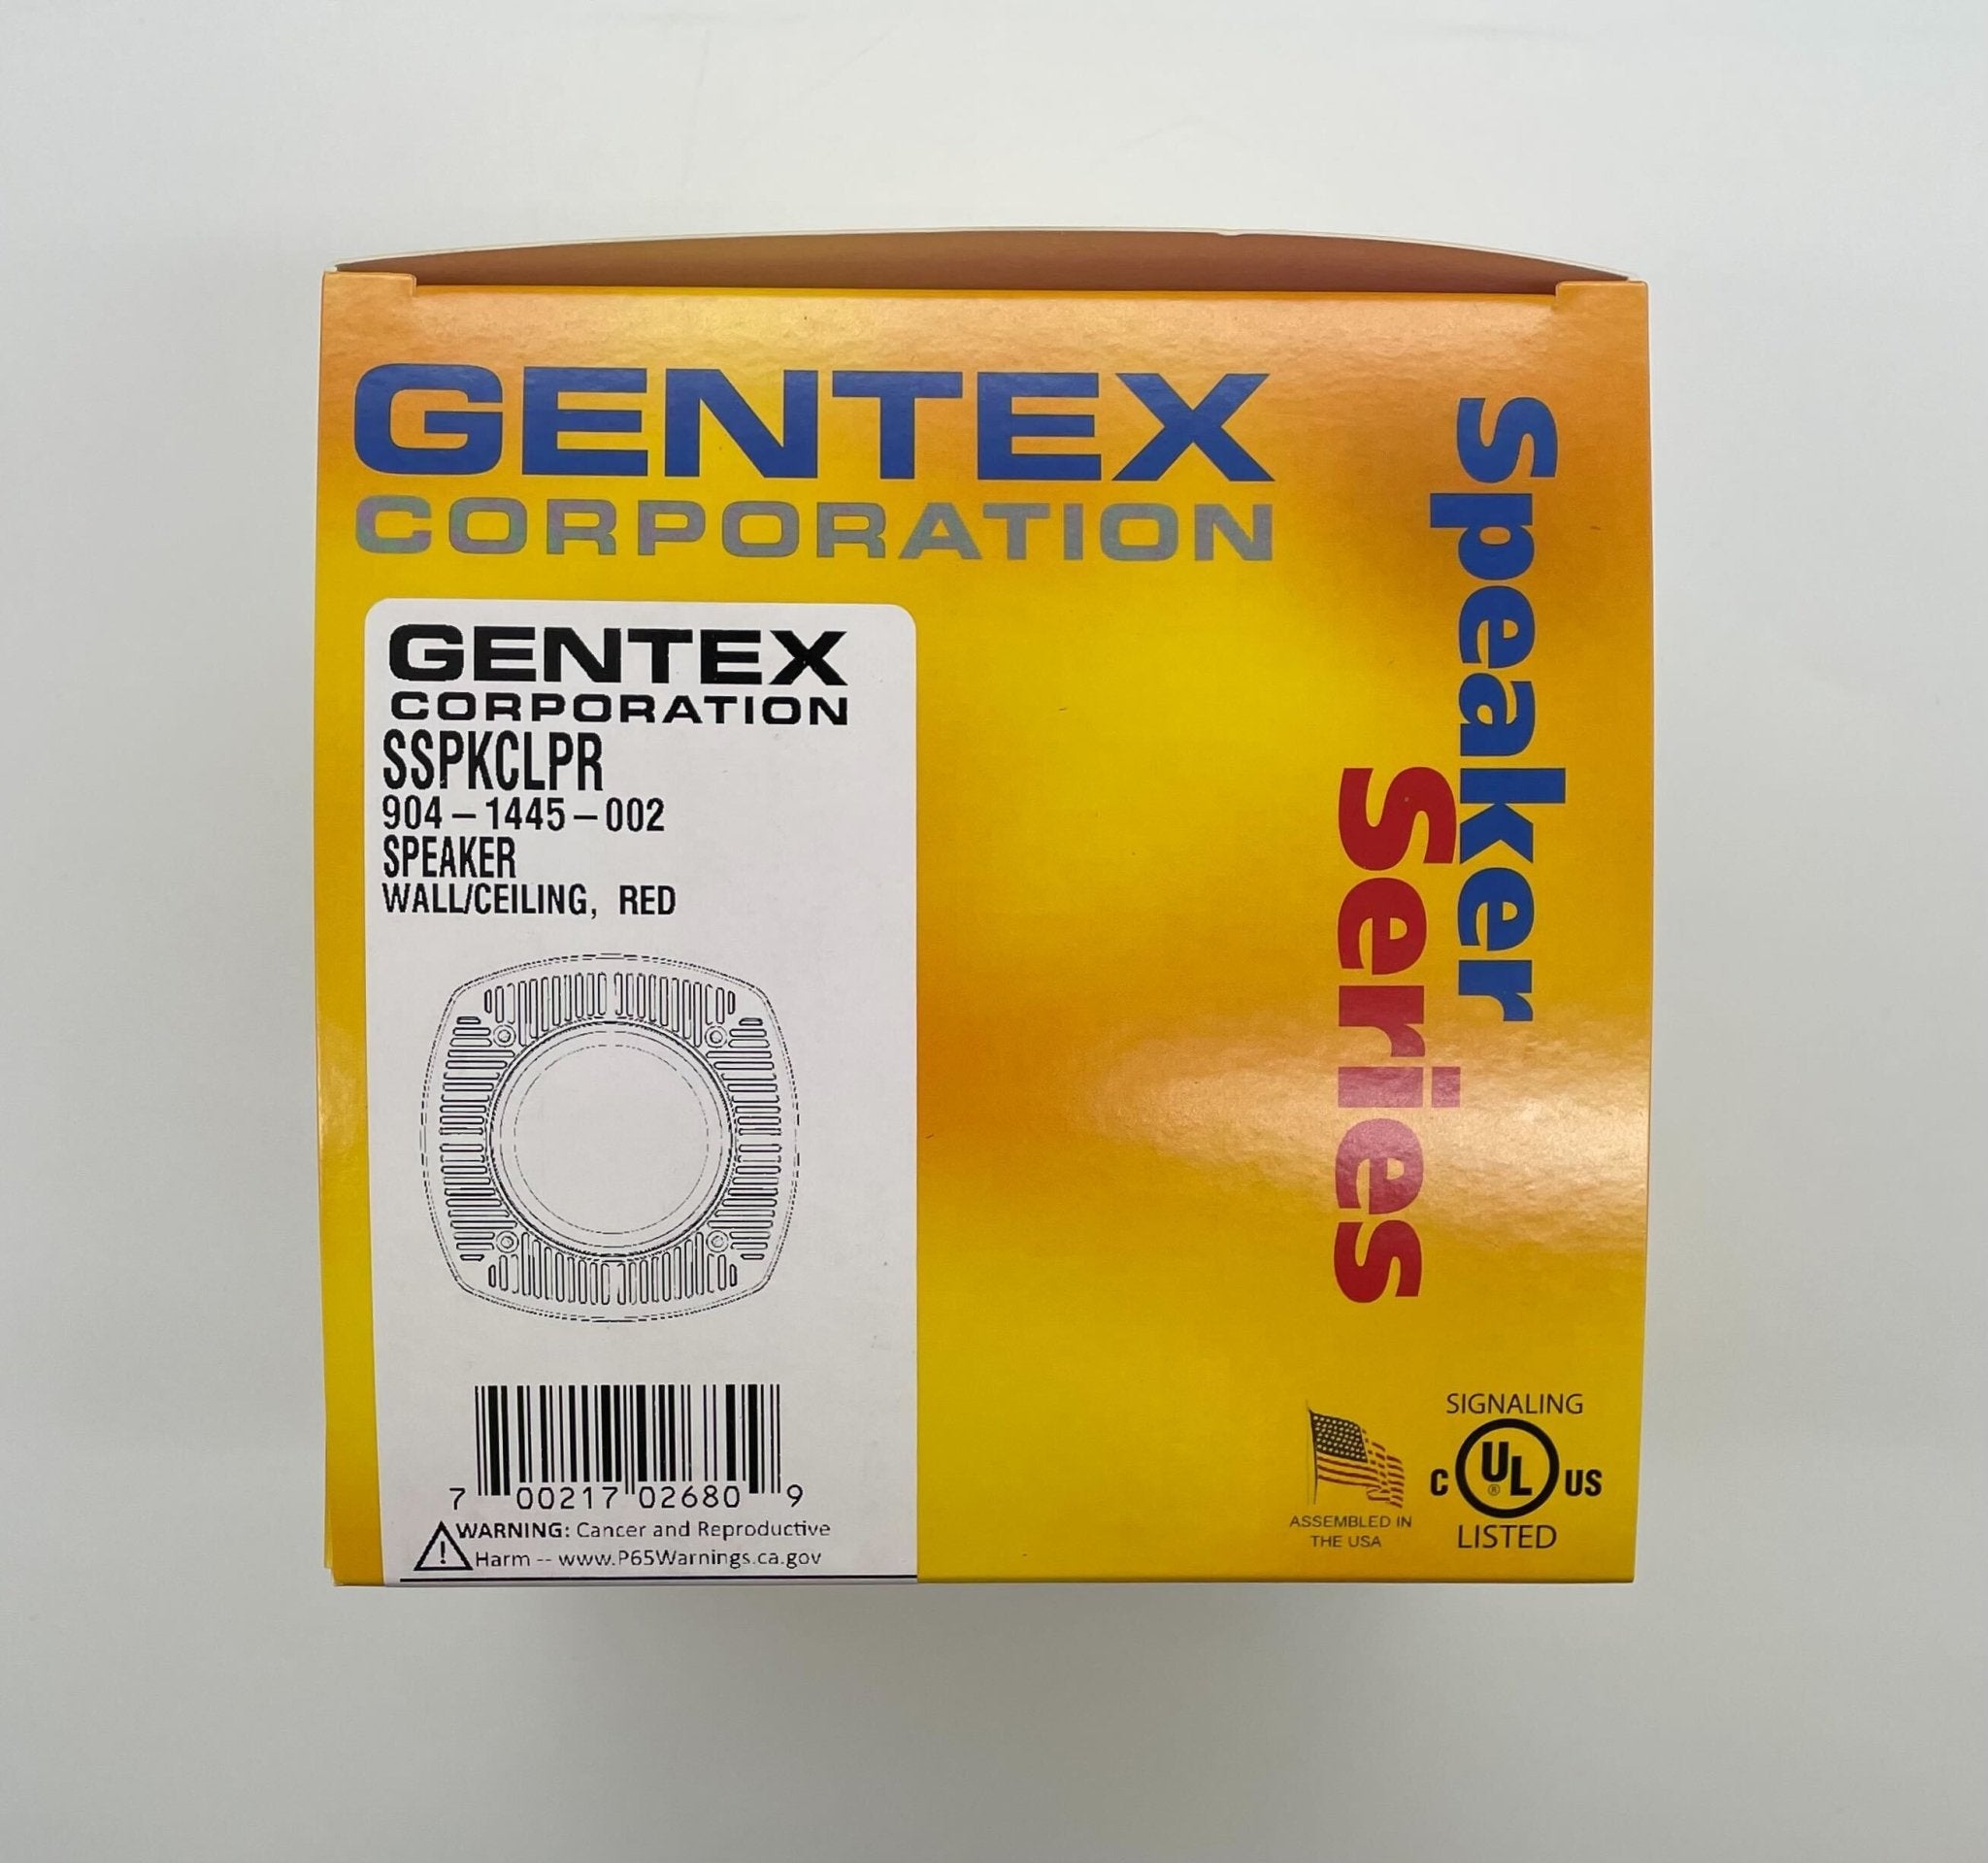 GENTEX
CORPORATION
Speaker
Series
GENTEX
CORPORATION
SSPKCLPR
904-1445-002
SPEAKER
WALL/CEILING, RED
7 00217 02680 9
WARNING: Cancer and Reproductive
Harm -- www.P65Warnings.ca.gov
ASSEMBLED IN
THE USA
SIGNALING
C UL ® US
LISTED